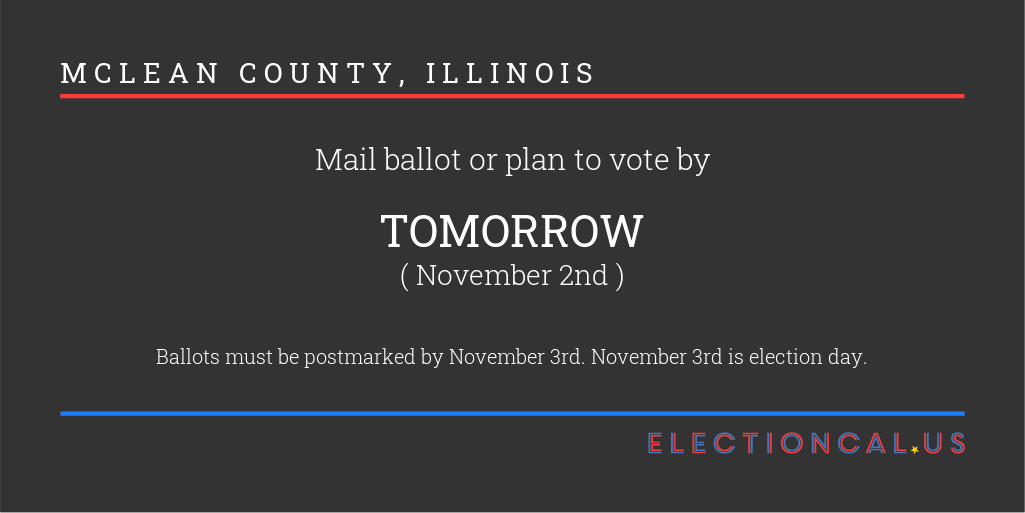 MCLEAN COUNTY, ILLINOIS
Mail ballot or plan to vote by
TOMORROW
( November 2nd )
Ballots must be postmarked by November 3rd. November 3rd is election day.
ELECTIONCAL.US